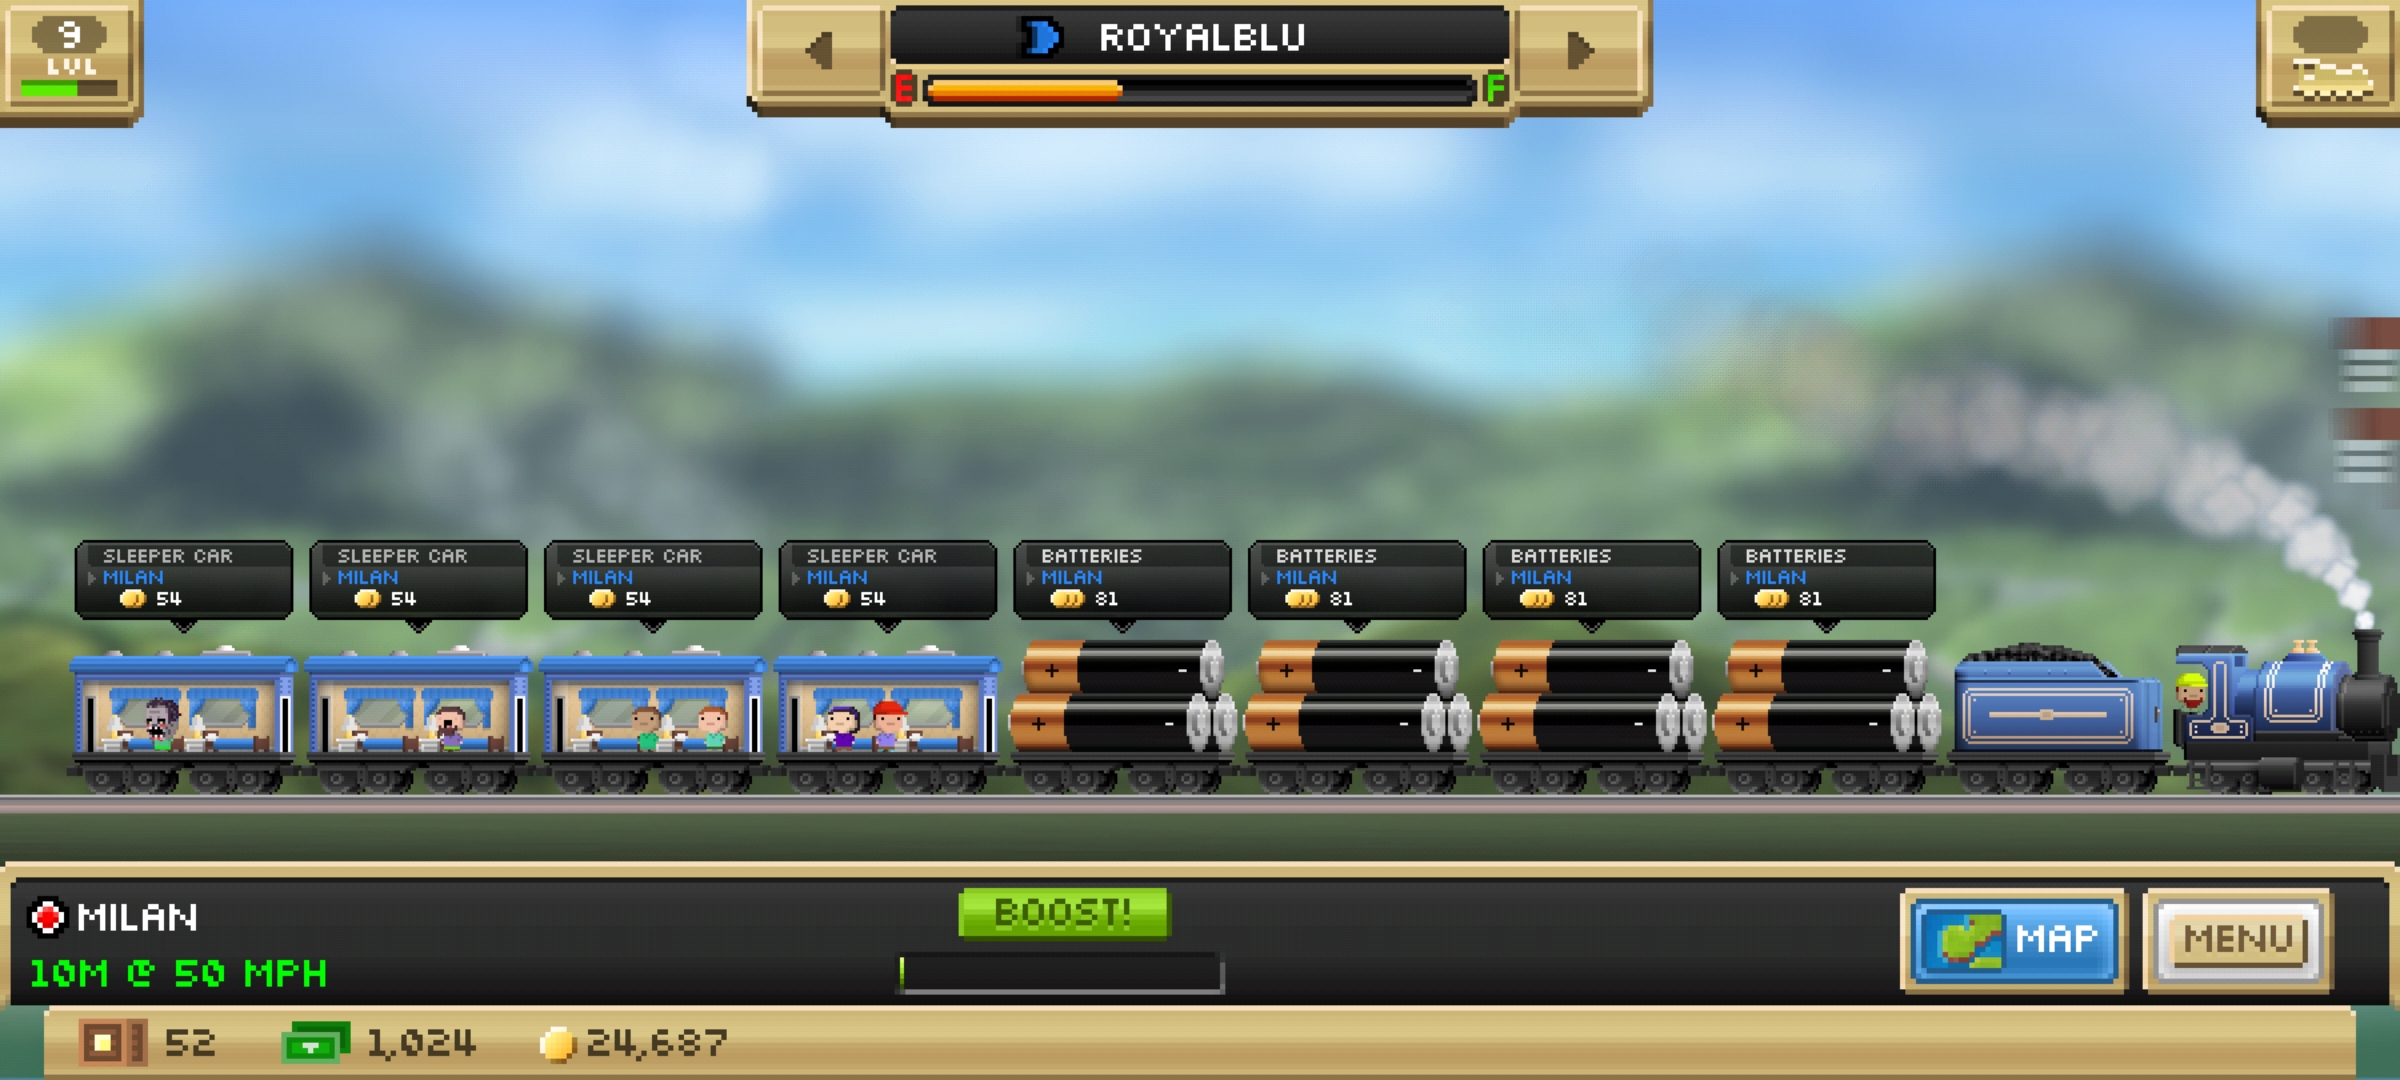 9
LVL
ROYALBLU
E F
SLEEPER CAR
MILAN
54
SLEEPER CAR
MILAN
54
SLEEPER CAR
MILAN
54
SLEEPER CAR
MILAN
54
BATTERIES
MILAN
81
BATTERIES
MILAN
81
BATTERIES
MILAN
81
BATTERIES
MILAN
81
+ -
+ -
+ -
+ -
+ -
+ -
+ -
+ -
MILAN
10M @ 50 MPH
BOOST!
MAP
MENU
52 1,024 24,687